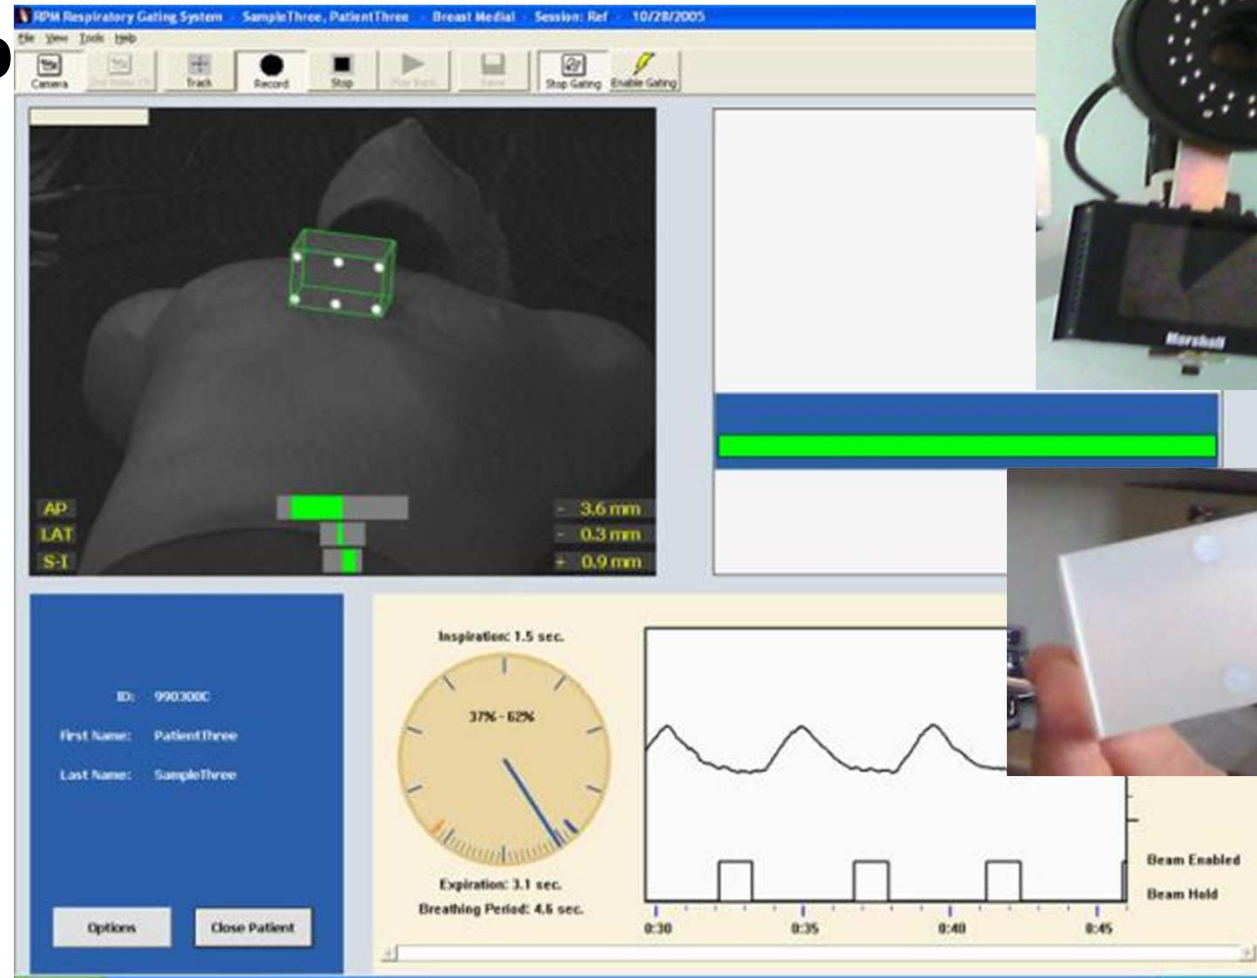 RPM Respiratory Gating System - SampleThree, PatientThree - Breast Medial - Session: Ref - 10/28/2005
File View Tools Help
Camera Track Record Stop Stop Gating Enable Gating
AP - 3.6 mm
LAT - 0.3 mm
S-I + 0.9 mm
Marshall
ID: 990300C
First Name: PatientThree
Last Name: SampleThree
Options Close Patient
Inspiration: 1.5 sec.
37% - 62%
Expiration: 3.1 sec.
Breathing Period: 4.6 sec.
Beam Enabled
Beam Hold
0:30 0:35 0:40 0:45